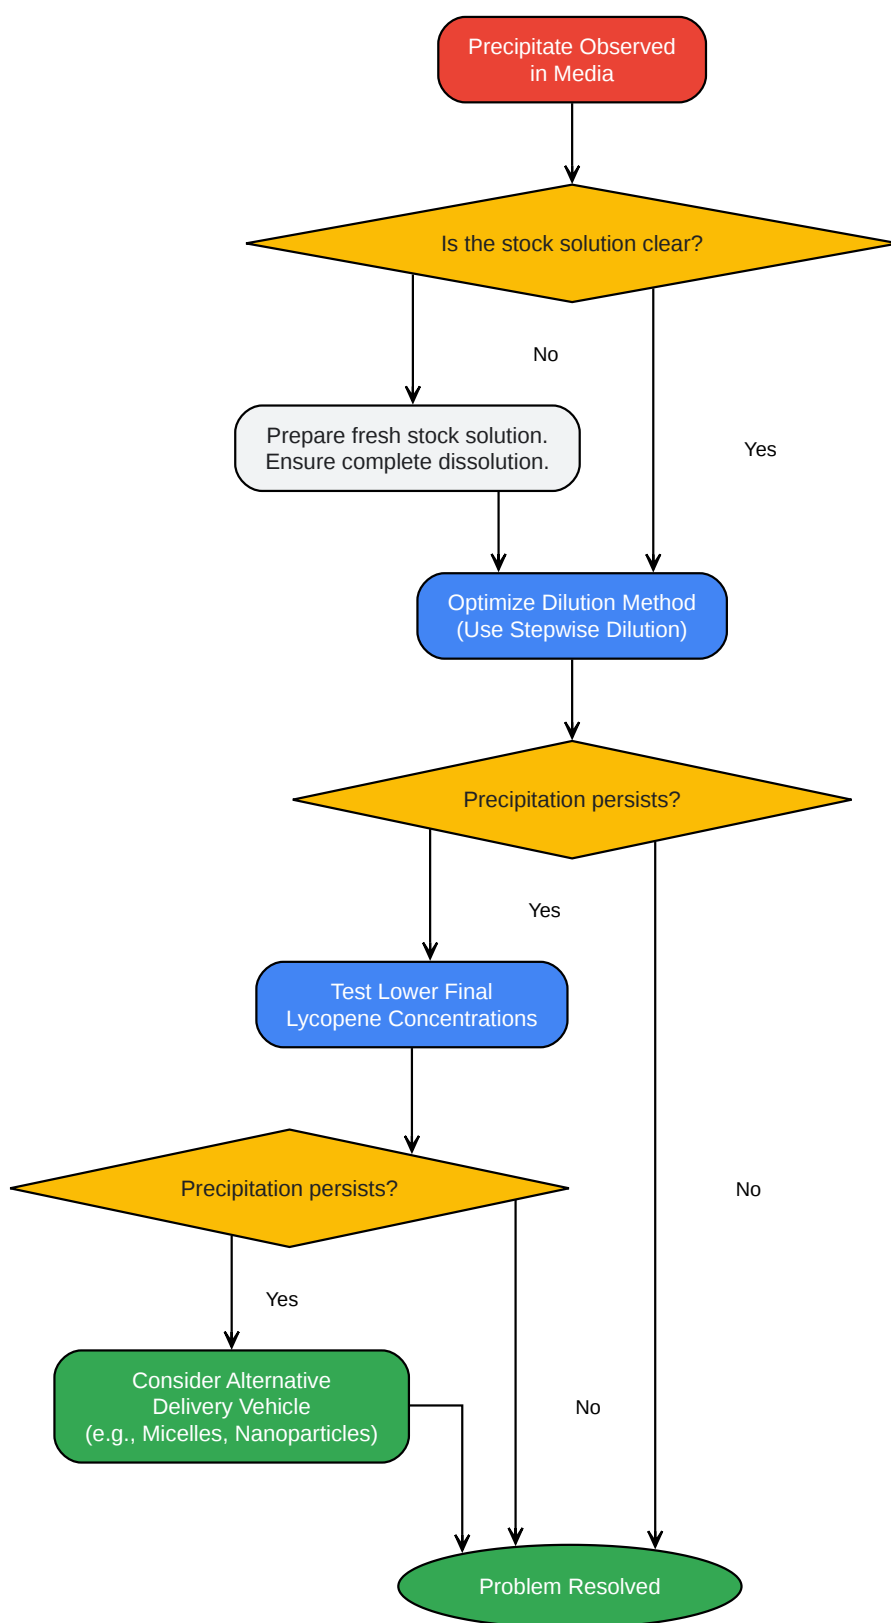 Precipitate Observed
in Media
Is the stock solution clear?
No
Prepare fresh stock solution.
Ensure complete dissolution.
Yes
Optimize Dilution Method
(Use Stepwise Dilution)
Precipitation persists?
Yes
Test Lower Final
Lycopene Concentrations
Precipitation persists?
No
Yes
Consider Alternative
Delivery Vehicle
(e.g., Micelles, Nanoparticles)
No
Problem Resolved